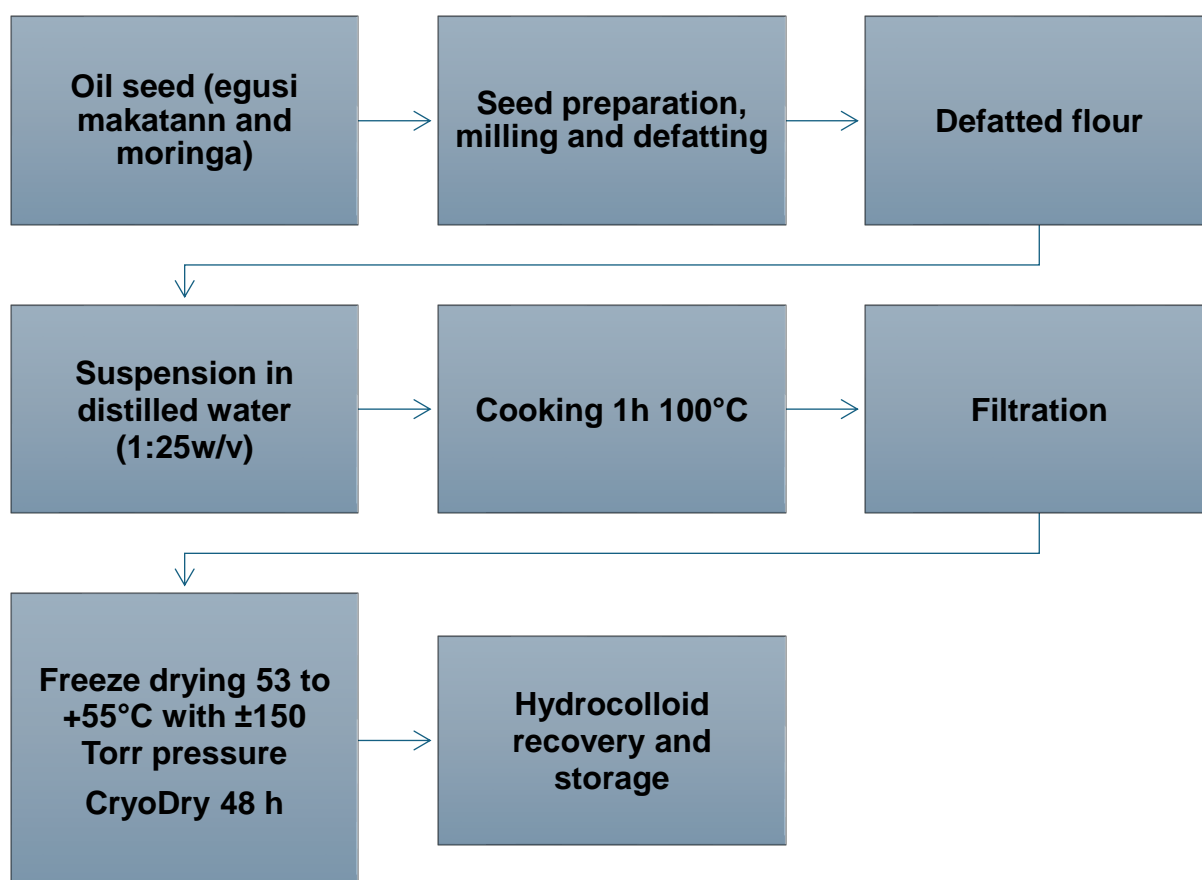 Oil seed (egusi
makatann and
moringa)
Seed preparation,
milling and defatting
Defatted flour
Suspension in
distilled water
(1:25w/v)
Cooking 1h 100°C
Filtration
Freeze drying 53 to
+55°C with ±150
Torr pressure
CryoDry 48 h
Hydrocolloid
recovery and
storage